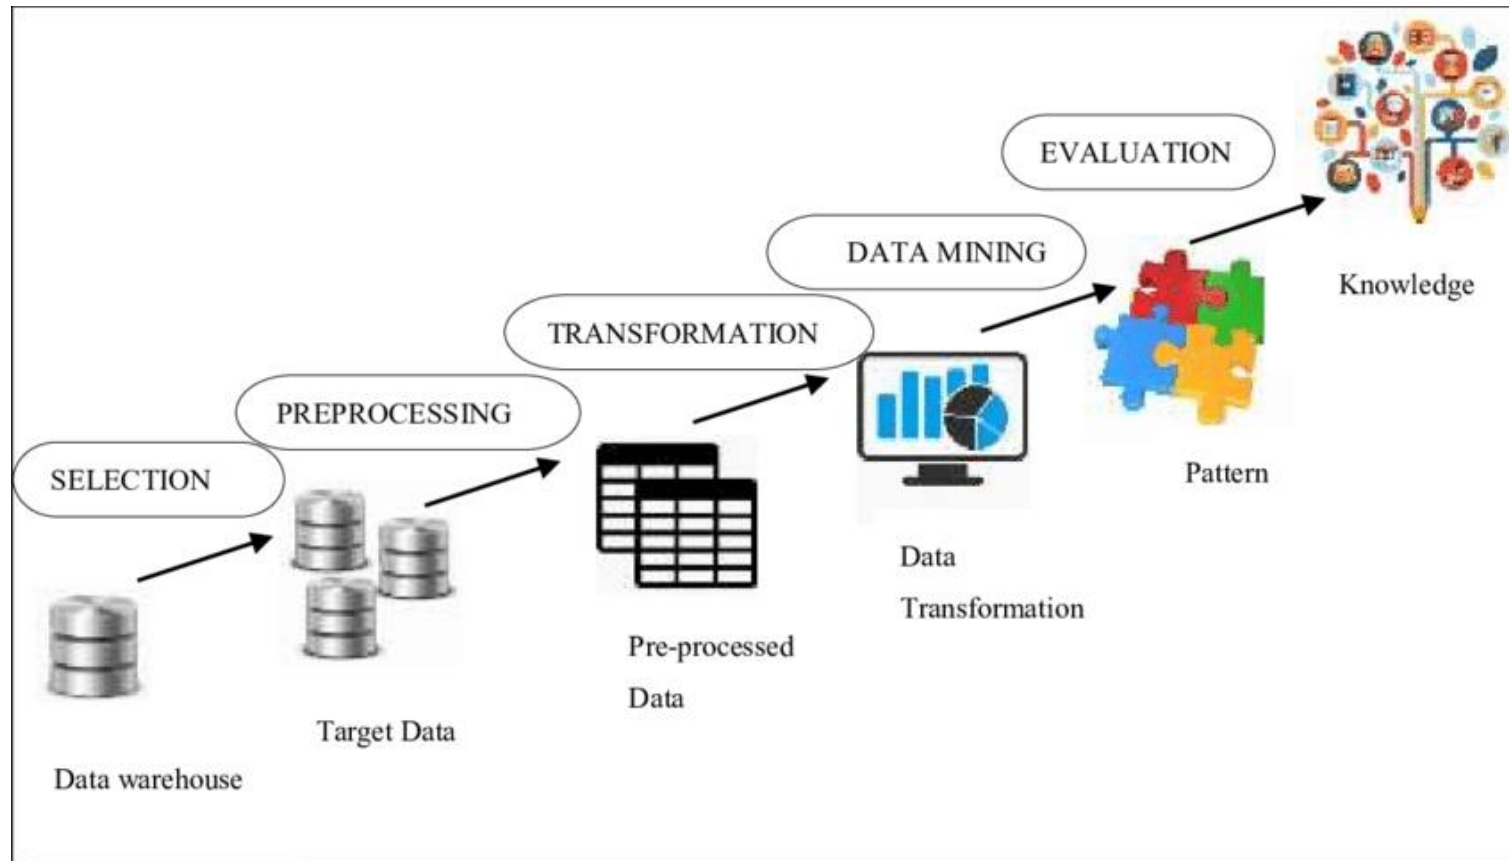 EVALUATION
Knowledge
DATA MINING
Pattern
TRANSFORMATION
Data
Transformation
PREPROCESSING
Pre-processed
Data
SELECTION
Target Data
Data warehouse